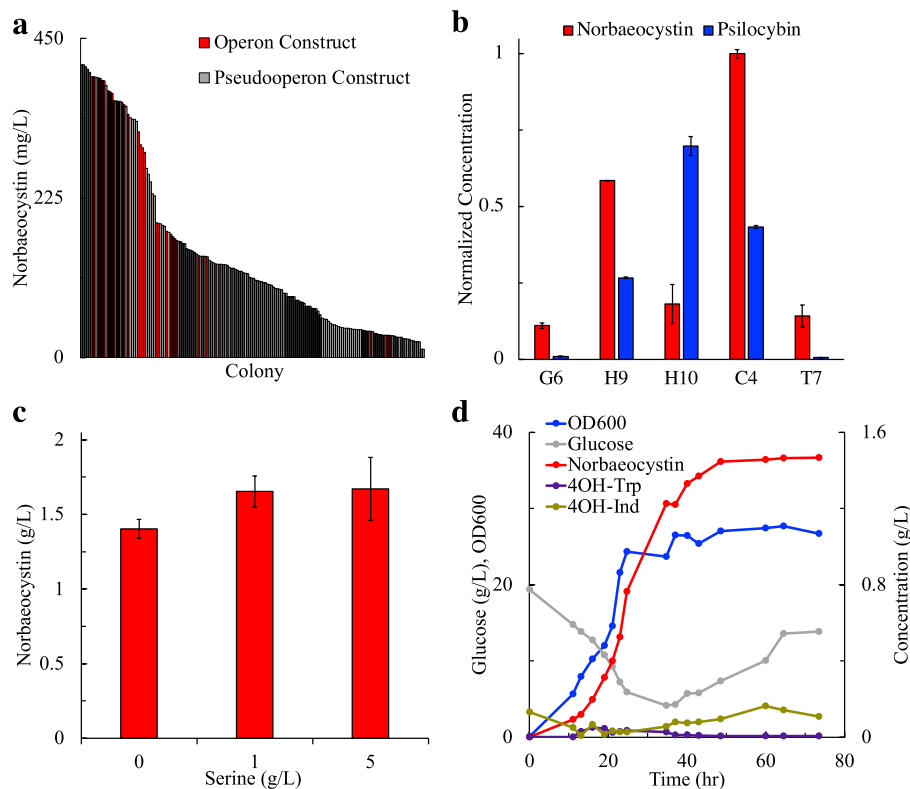 a
450
225
0
Norbaeocystin (mg/L)
Operon Construct
Pseudooperon Construct
Colony
b
Norbaeocystin
Psilocybin
1
0.5
0
Normalized Concentration
G6 H9 H10 C4 T7
c
2
1.5
1
0.5
0
Norbaeocystin (g/L)
0 1 5
Serine (g/L)
d
OD600
Glucose
Norbaeocystin
4OH-Trp
4OH-Ind
40
20
0
Glucose (g/L), OD600
1.6
0.8
0
Concentration (g/L)
0 20 40 60 80
Time (hr)